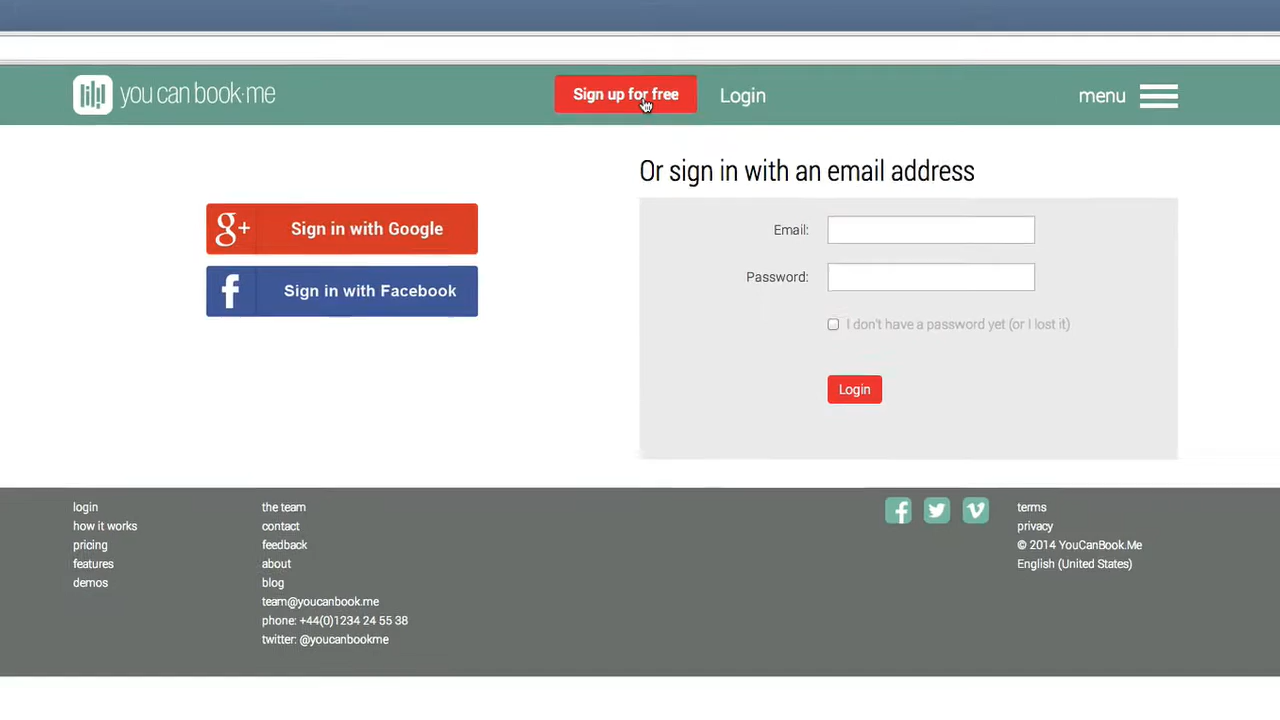 you can book·me
Sign up for free
Login
menu
Or sign in with an email address
g+ Sign in with Google
f Sign in with Facebook
Email:
Password:
I don't have a password yet (or I lost it)
Login
login
how it works
pricing
features
demos
the team
contact
feedback
about
blog
team@youcanbook.me
phone: +44(0)1234 24 55 38
twitter: @youcanbookme
terms
privacy
© 2014 YouCanBook.Me
English (United States)